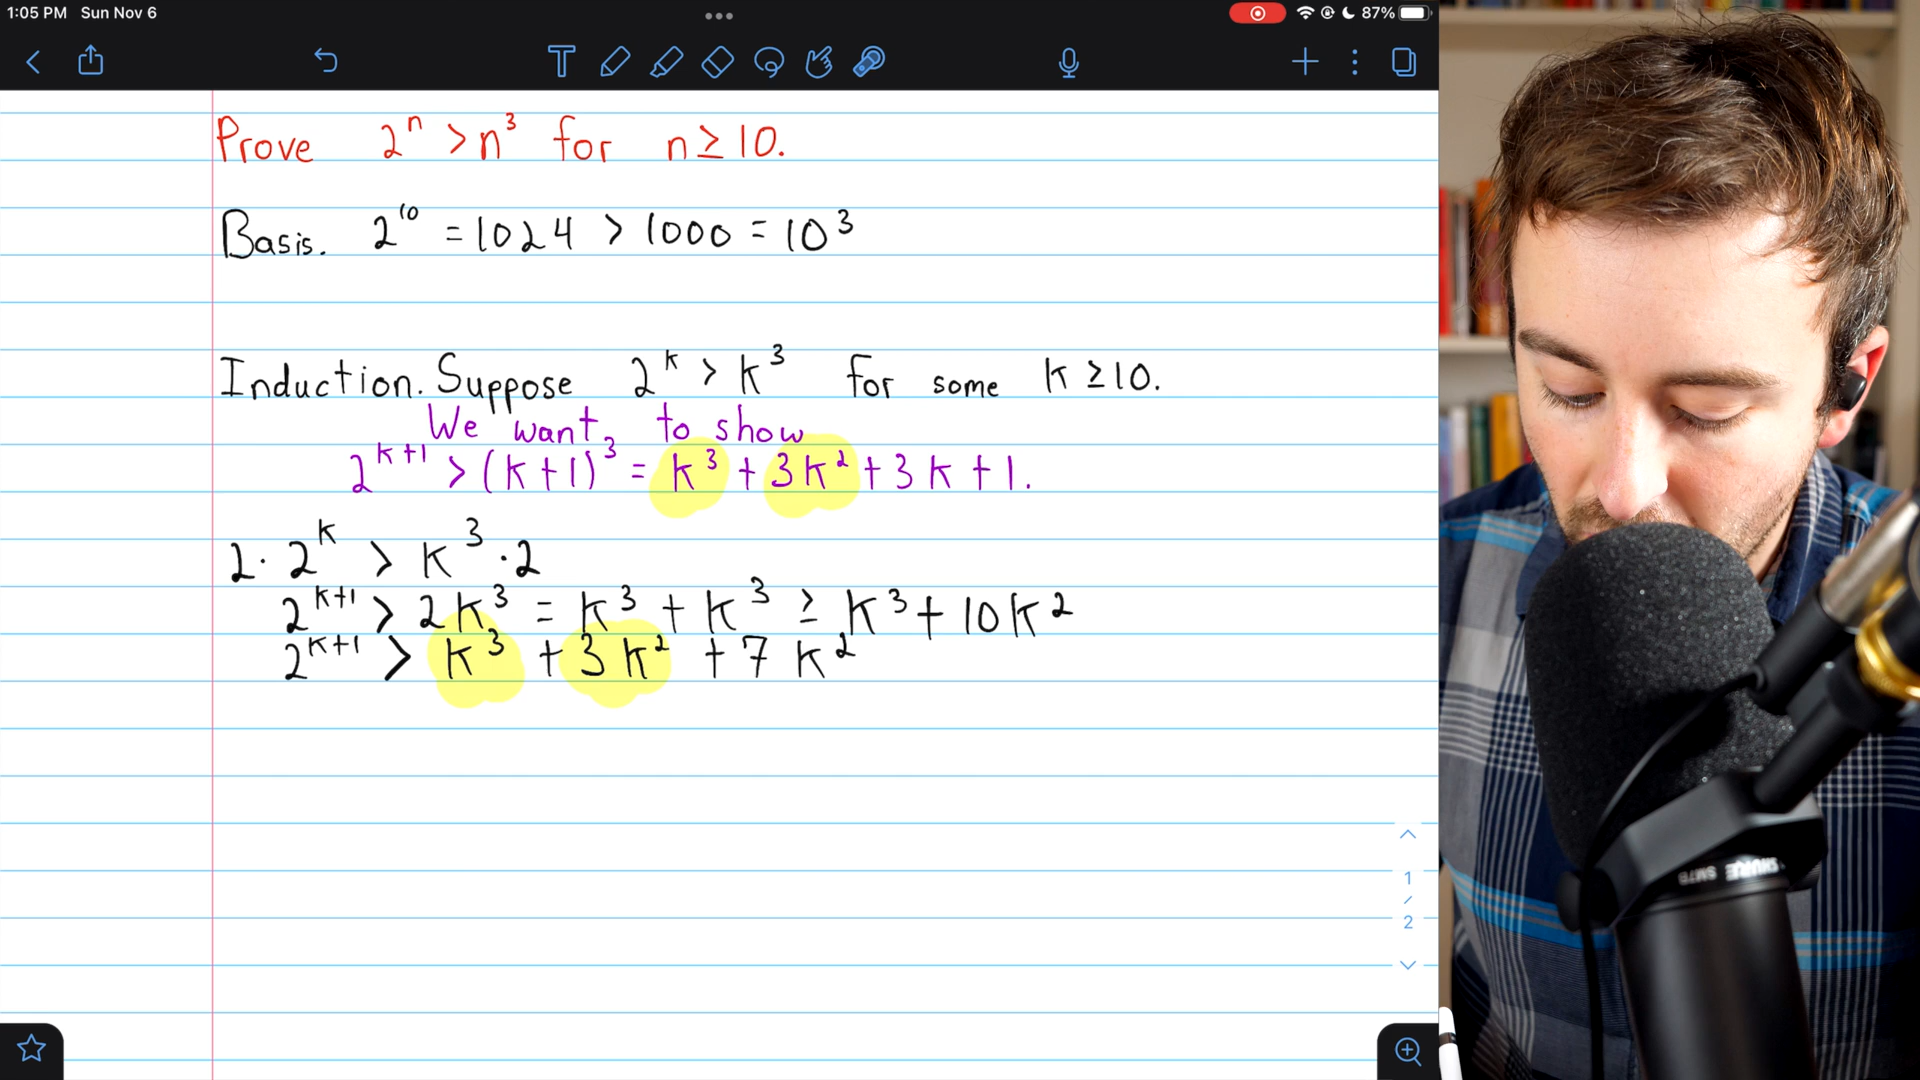 1:05 PM Sun Nov 6 87%
Prove 2ⁿ > n³ for n ≥ 10.
Basis. 2¹⁰ = 1024 > 1000 = 10³
Induction. Suppose 2ᵏ > k³ for some k ≥ 10.
We want to show
2ᵏ⁺¹ > (k+1)³ = k³ + 3k² + 3k + 1.
2 · 2ᵏ > k³ · 2
2ᵏ⁺¹ > 2k³ = k³ + k³ ≥ k³ + 10k²
2ᵏ⁺¹ > k³ + 3k² + 7k²
1
/
2
SHURE SM7B